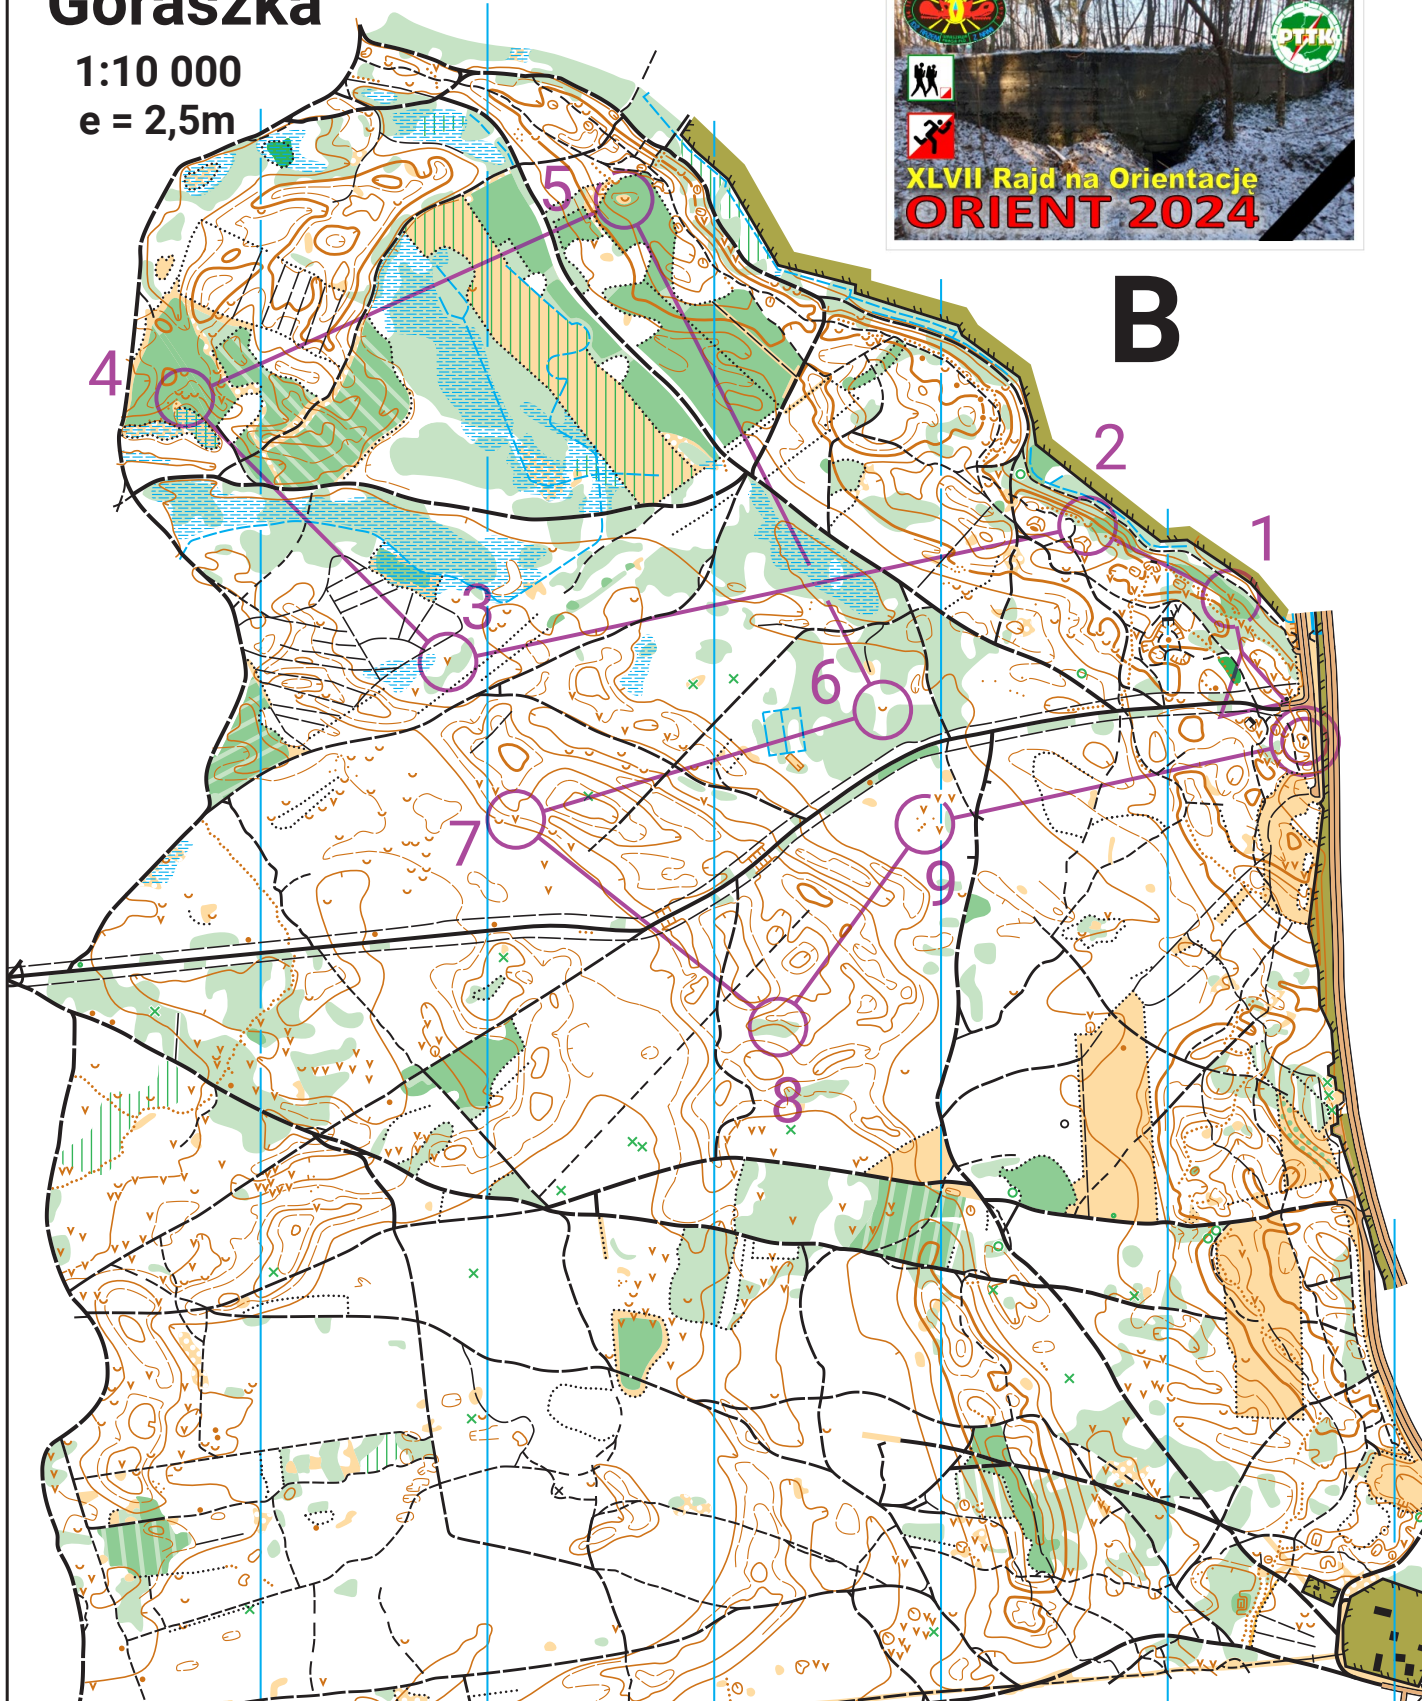 Góraszka
1:10 000
e = 2,5m
PTTK
XLVII Rajd na Orientację
ORIENT 2024
B
5
4
2
1
3
6
7
9
8